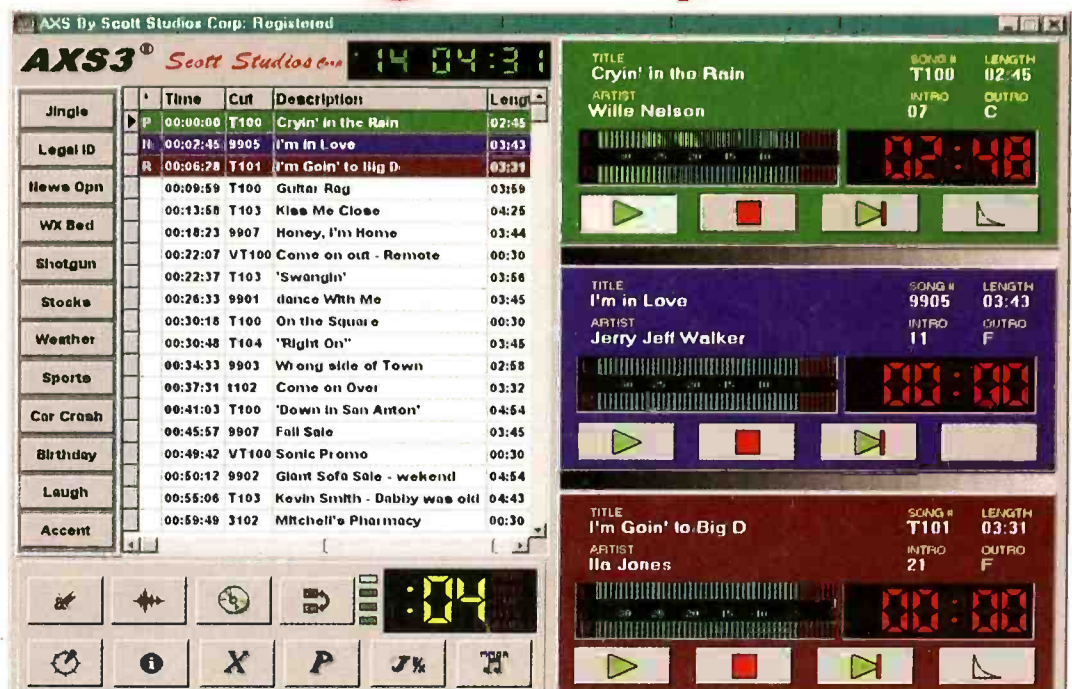 AXS By Scott Studios Corp: Registered
AXS3® Scott Studios Corp 14 04:31
Jingle
Legal ID
News Opn
WX Bed
Shotgun
Stocks
Weather
Sports
Car Crash
Birthday
Laugh
Accent
* Time Cut Description Lengt
P 00:00:00 T100 Cryin' in the Rain 02:45
N 00:02:45 9905 I'm in Love 03:43
R 00:06:28 T101 I'm Goin' to Big D 03:31
00:09:59 T100 Guitar Rag 03:59
00:13:58 T103 Kiss Me Close 04:25
00:18:23 9907 Honey, I'm Home 03:44
00:22:07 VT100 Come on out - Remote 00:30
00:22:37 T103 'Swangin' 03:56
00:26:33 9901 dance With Me 03:45
00:30:18 T100 On the Square 00:30
00:30:48 T104 "Right On" 03:45
00:34:33 9903 Wrong side of Town 02:58
00:37:31 t102 Come on Over 03:32
00:41:03 T100 'Down in San Anton' 04:54
00:45:57 9907 Fall Sale 03:45
00:49:42 VT100 Sonic Promo 00:30
00:50:12 9902 Giant Sofa Sale - wekend 04:54
00:55:06 T103 Kevin Smith - Dabby was old 04:43
00:59:49 3102 Mitchell's Pharmacy 00:30
:04
X
P
TITLE SONG # LENGTH
Cryin' in the Rain T100 02:45
ARTIST INTRO OUTRO
Wille Nelson 07 C
02:48
TITLE SONG # LENGTH
I'm in Love 9905 03:43
ARTIST INTRO OUTRO
Jerry Jeff Walker 11 F
00:00
TITLE SONG # LENGTH
I'm Goin' to Big D T101 03:31
ARTIST INTRO OUTRO
Ila Jones 21 F
00:00